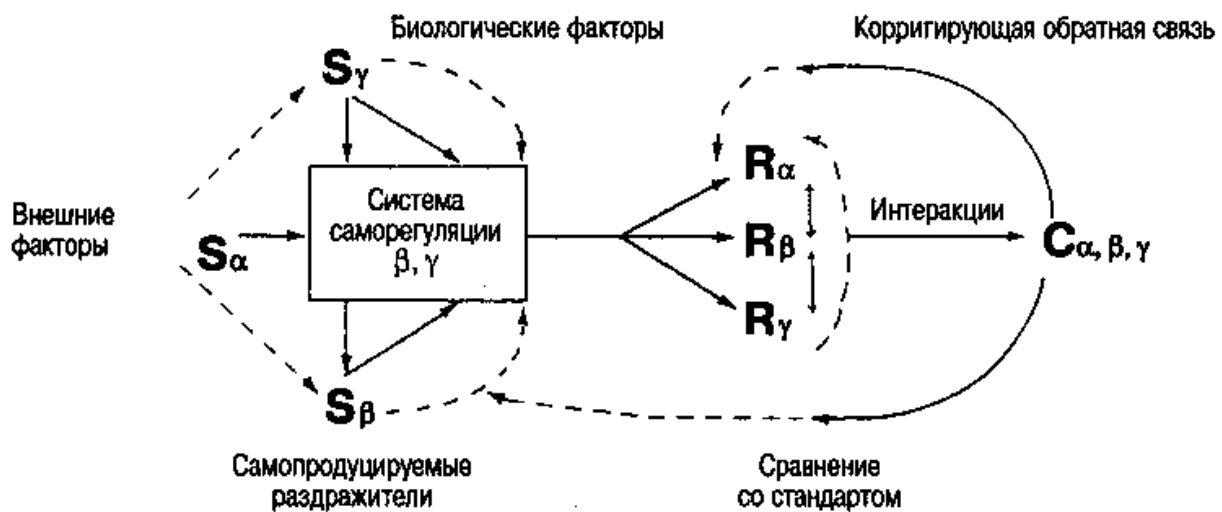 Биологические факторы
Корригирующая обратная связь
Sγ
Rα
Внешние
факторы
Sα
Система
саморегуляции
β, γ
Rβ
Интеракции
Cα, β, γ
Rγ
Sβ
Самопродуцируемые
раздражители
Сравнение
со стандартом